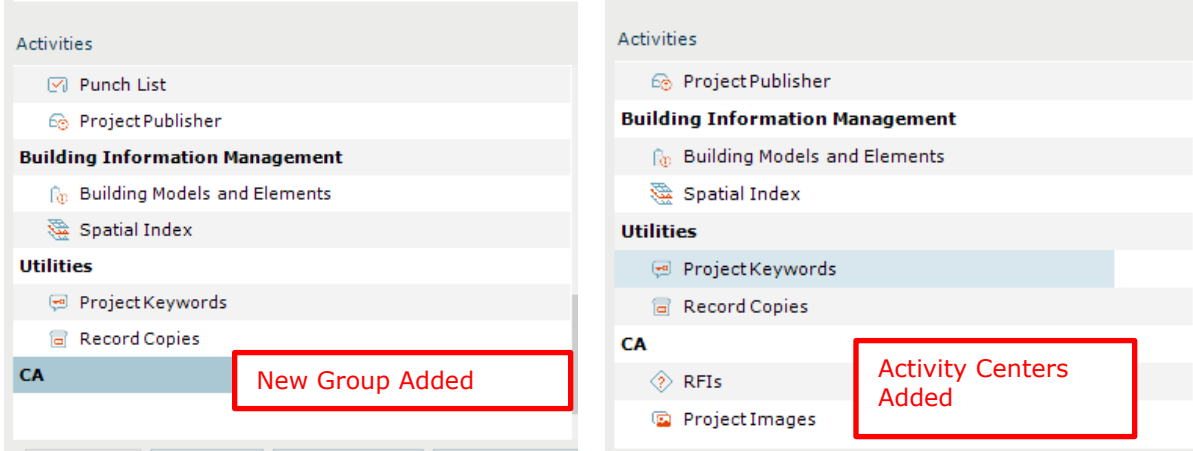 Activities
Punch List
Project Publisher
Building Information Management
Building Models and Elements
Spatial Index
Utilities
Project Keywords
Record Copies
CA
New Group Added
Activities
Project Publisher
Building Information Management
Building Models and Elements
Spatial Index
Utilities
Project Keywords
Record Copies
CA
RFIs
Project Images
Activity Centers
Added